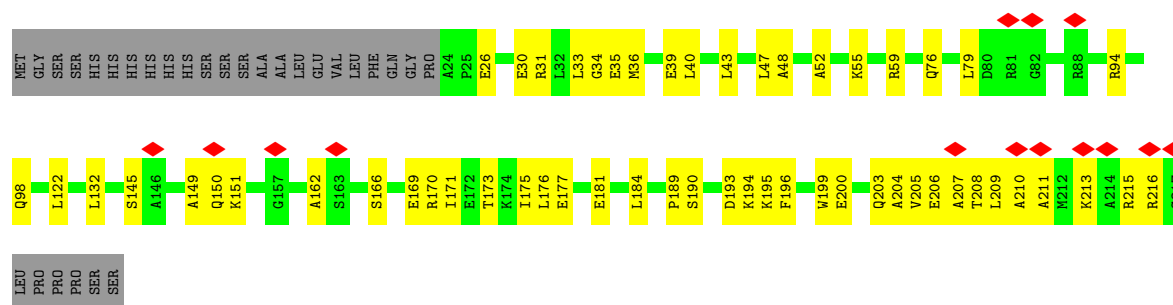 MET GLY SER SER HIS HIS HIS HIS HIS HIS SER SER SER ALA ALA LEU GLU VAL LEU PHE GLN GLY PRO A24 P25 E26 E30 R31 L32 L33 G34 E35 M36 E39 L40 L43 L47 A48 A52 K55 R59 Q76 L79 D80 R81 G82 R88 R94
Q98 L122 L132 S145 A146 A149 Q150 K151 G157 A162 S163 S166 E169 R170 I171 E172 T173 K174 I175 L176 E177 E181 L184 P189 S190 D193 K194 K195 F196 W199 E200 Q203 A204 V205 E206 A207 T208 L209 A210 A211 M212 K213 A214 R215 R216
LEU PRO PRO PRO SER SER